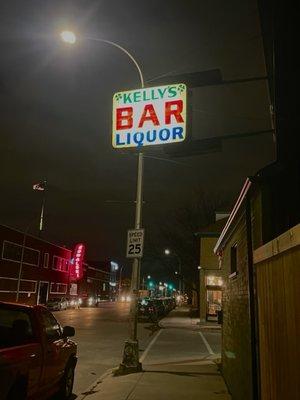 KELLY'S
BAR
LIQUOR
SPEED
LIMIT
25